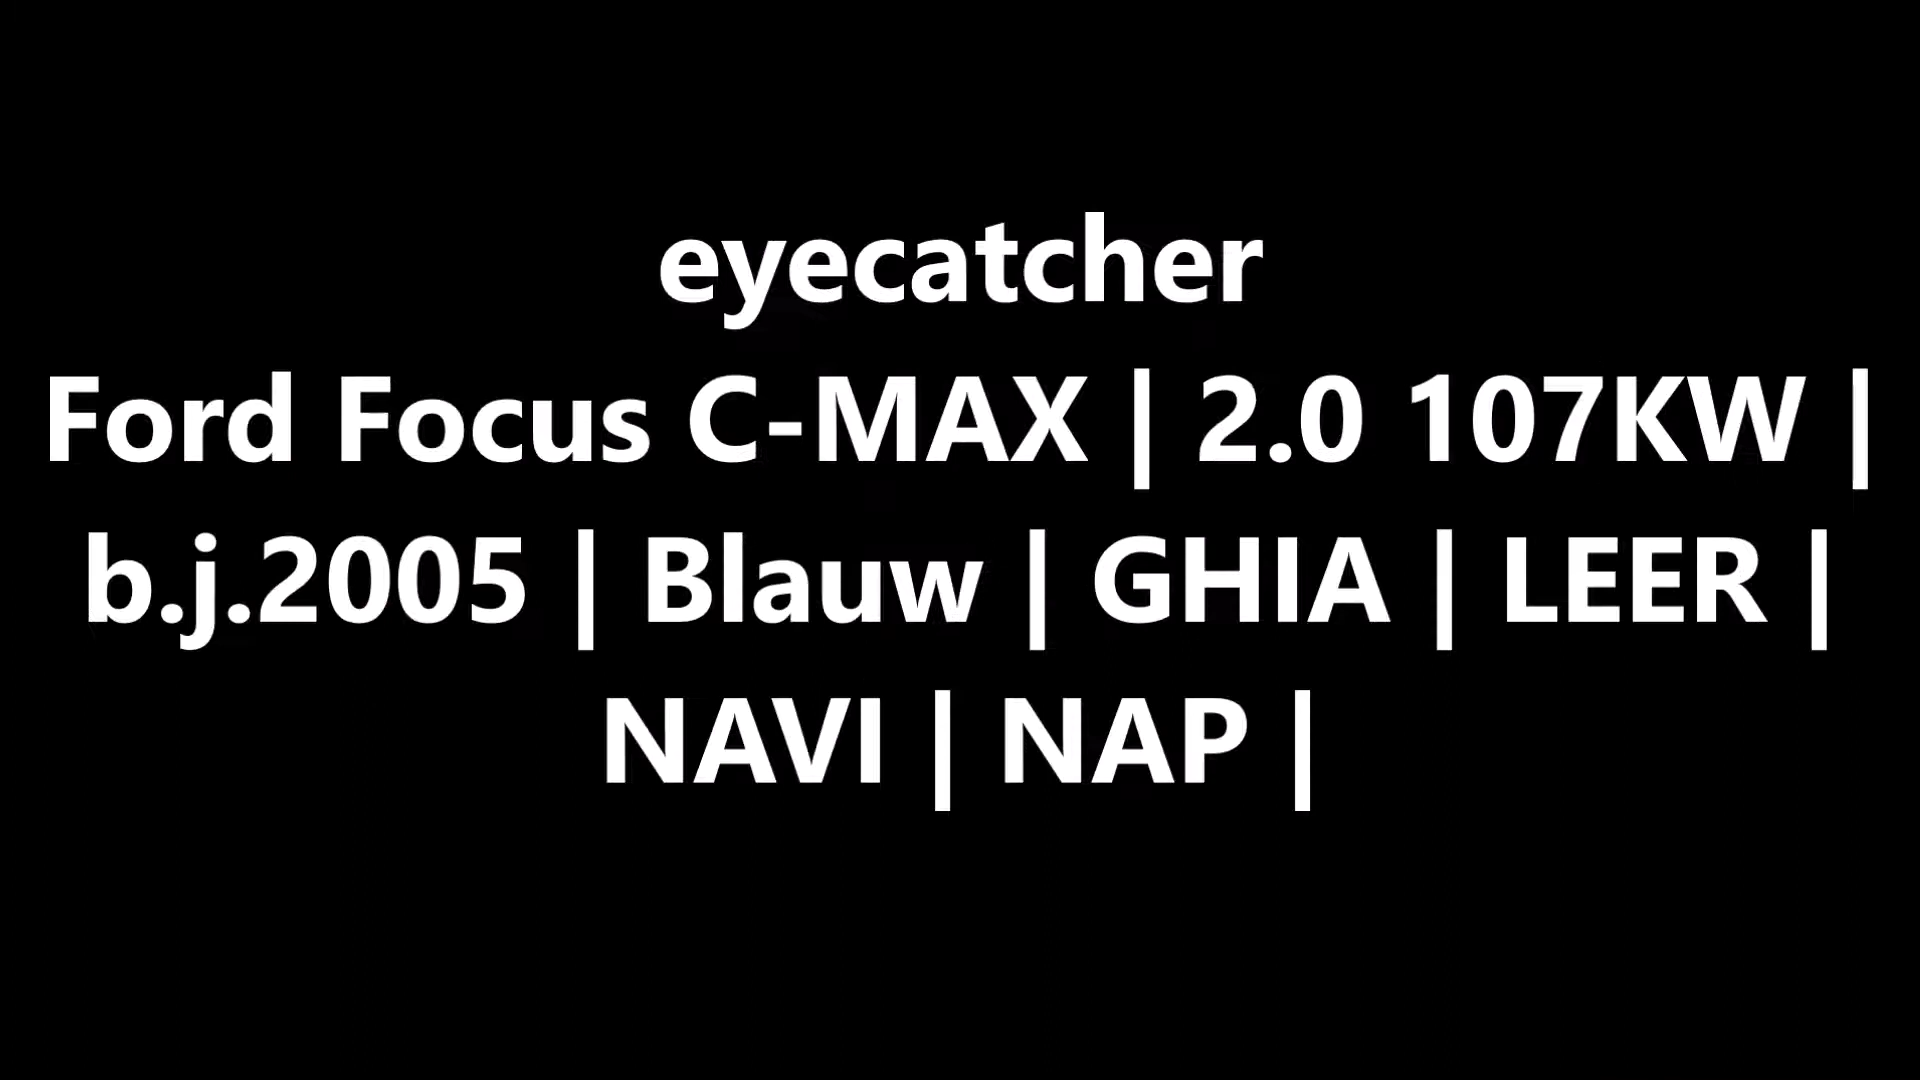 eyecatcher
Ford Focus C-MAX | 2.0 107KW |
b.j.2005 | Blauw | GHIA | LEER |
NAVI | NAP |